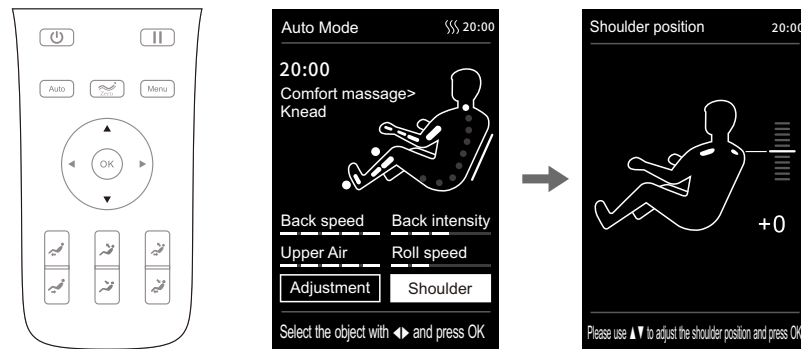 Auto
Zero
Menu
OK
Auto Mode 20:00
20:00
Comfort massage>
Knead
Back speed Back intensity
Upper Air Roll speed
Adjustment Shoulder
Select the object with ◀▶ and press OK
Shoulder position 20:00
+0
Please use ▲▼ to adjust the shoulder position and press OK